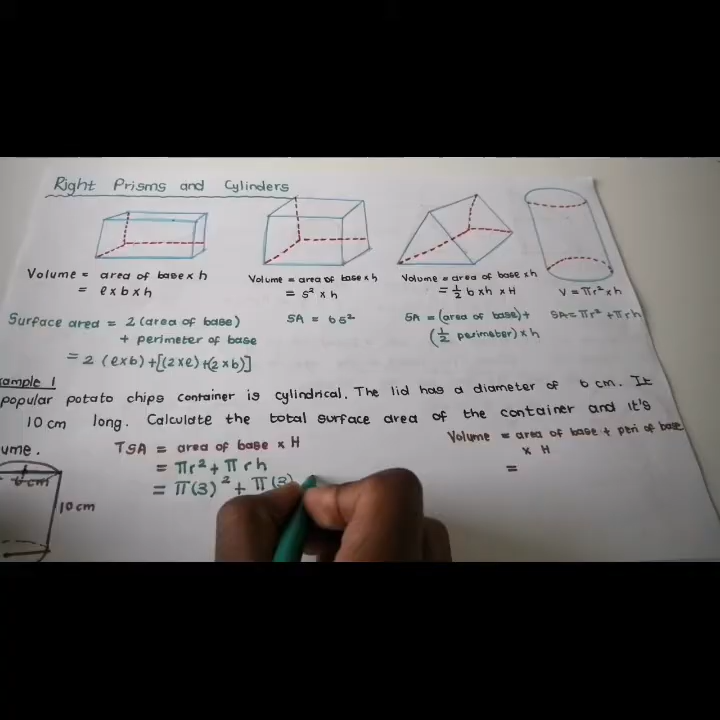 Right Prisms and Cylinders
Volume = area of base x h
= l x b x h
Volume = area of base x h
= s² x h
Volume = area of base x h
= 1/2 b x h x H
V = πr² x h
Surface area = 2 (area of base)
+ perimeter of base
= 2 (l x b) + [(2 x l) + (2 x b)]
SA = 6s²
SA = (area of base) +
(1/2 perimeter) x h
SA = πr² + πrh
ample 1
popular potato chips container is cylindrical. The lid has a diameter of 6 cm. It
10 cm long. Calculate the total surface area of the container and it's
ume.
6 cm
10 cm
TSA = area of base x H
= πr² + πrh
= π(3)² + π(3)
Volume = area of base + peri of base
x H
=